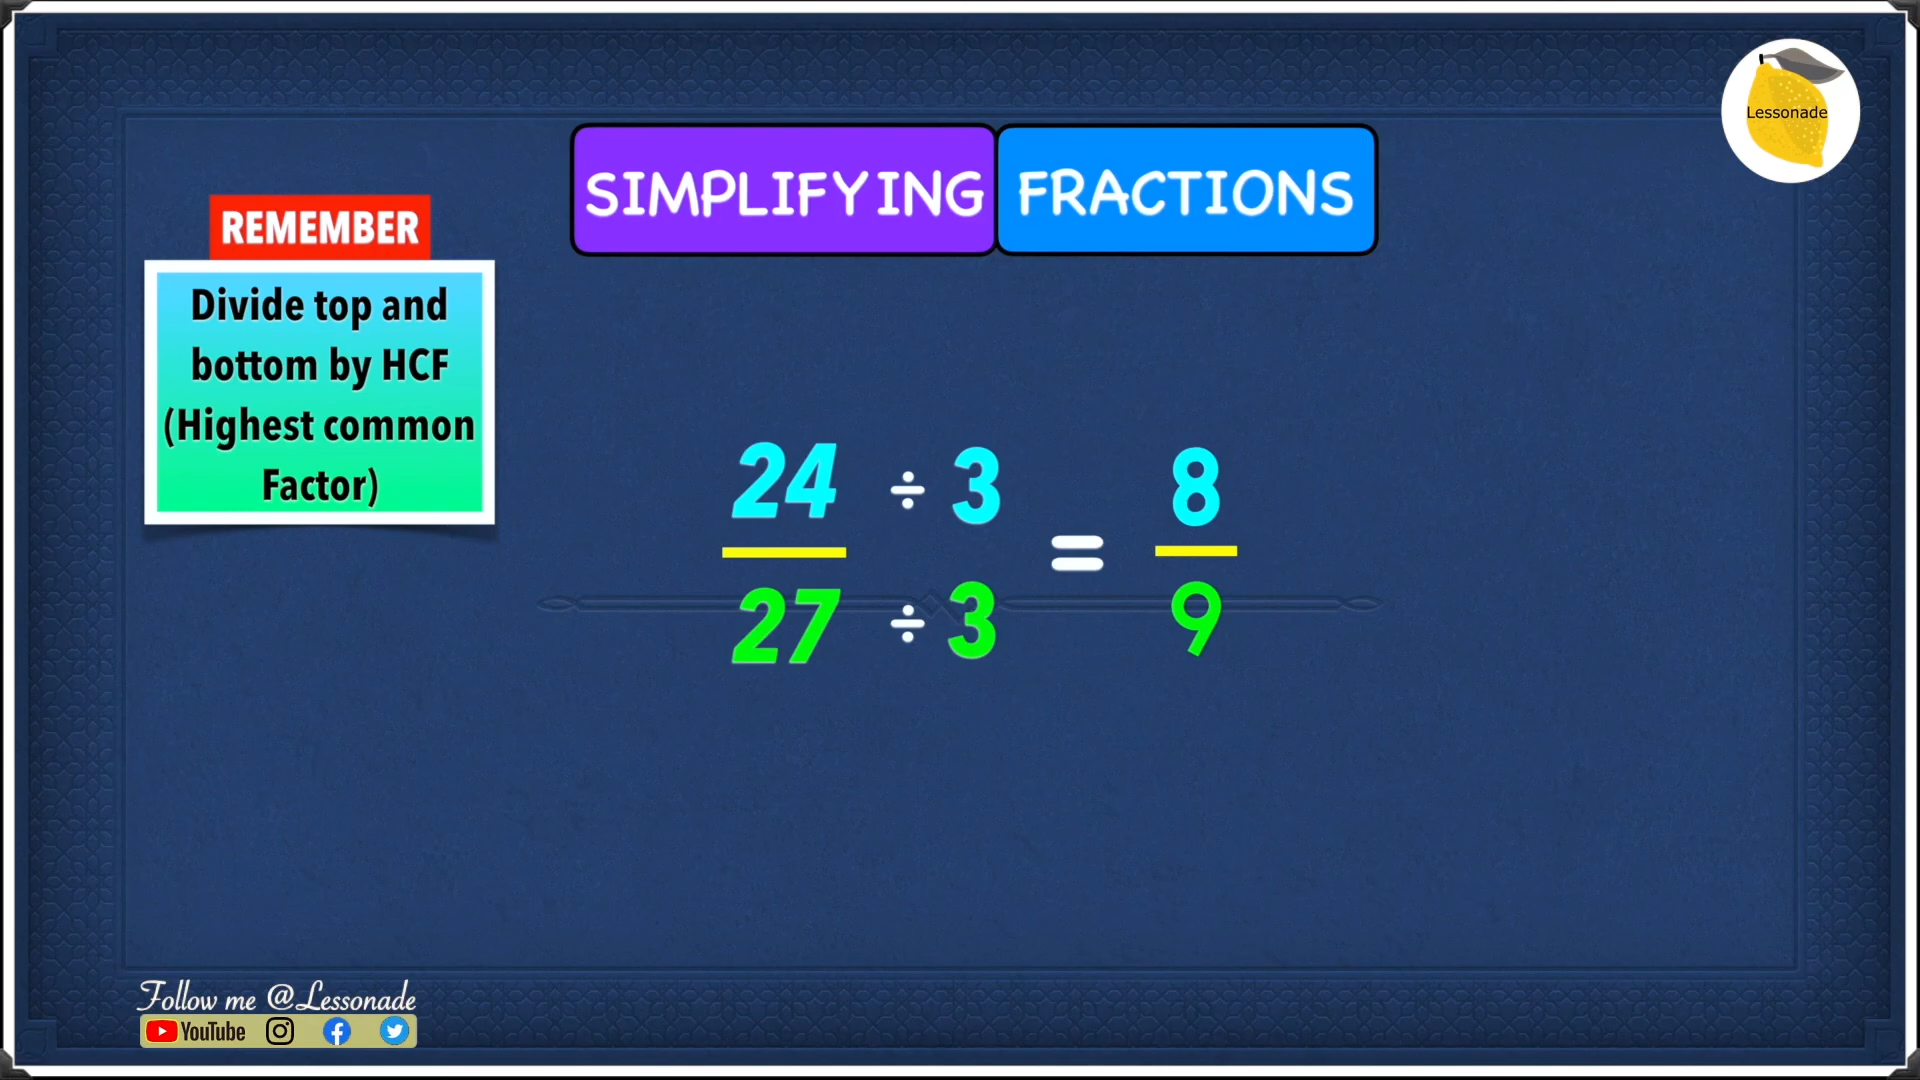 Lessonade
SIMPLIFYING FRACTIONS
REMEMBER
Divide top and
bottom by HCF
(Highest common
Factor)
24 ÷ 3
27 ÷ 3
=
8
9
Follow me @Lessonade
YouTube